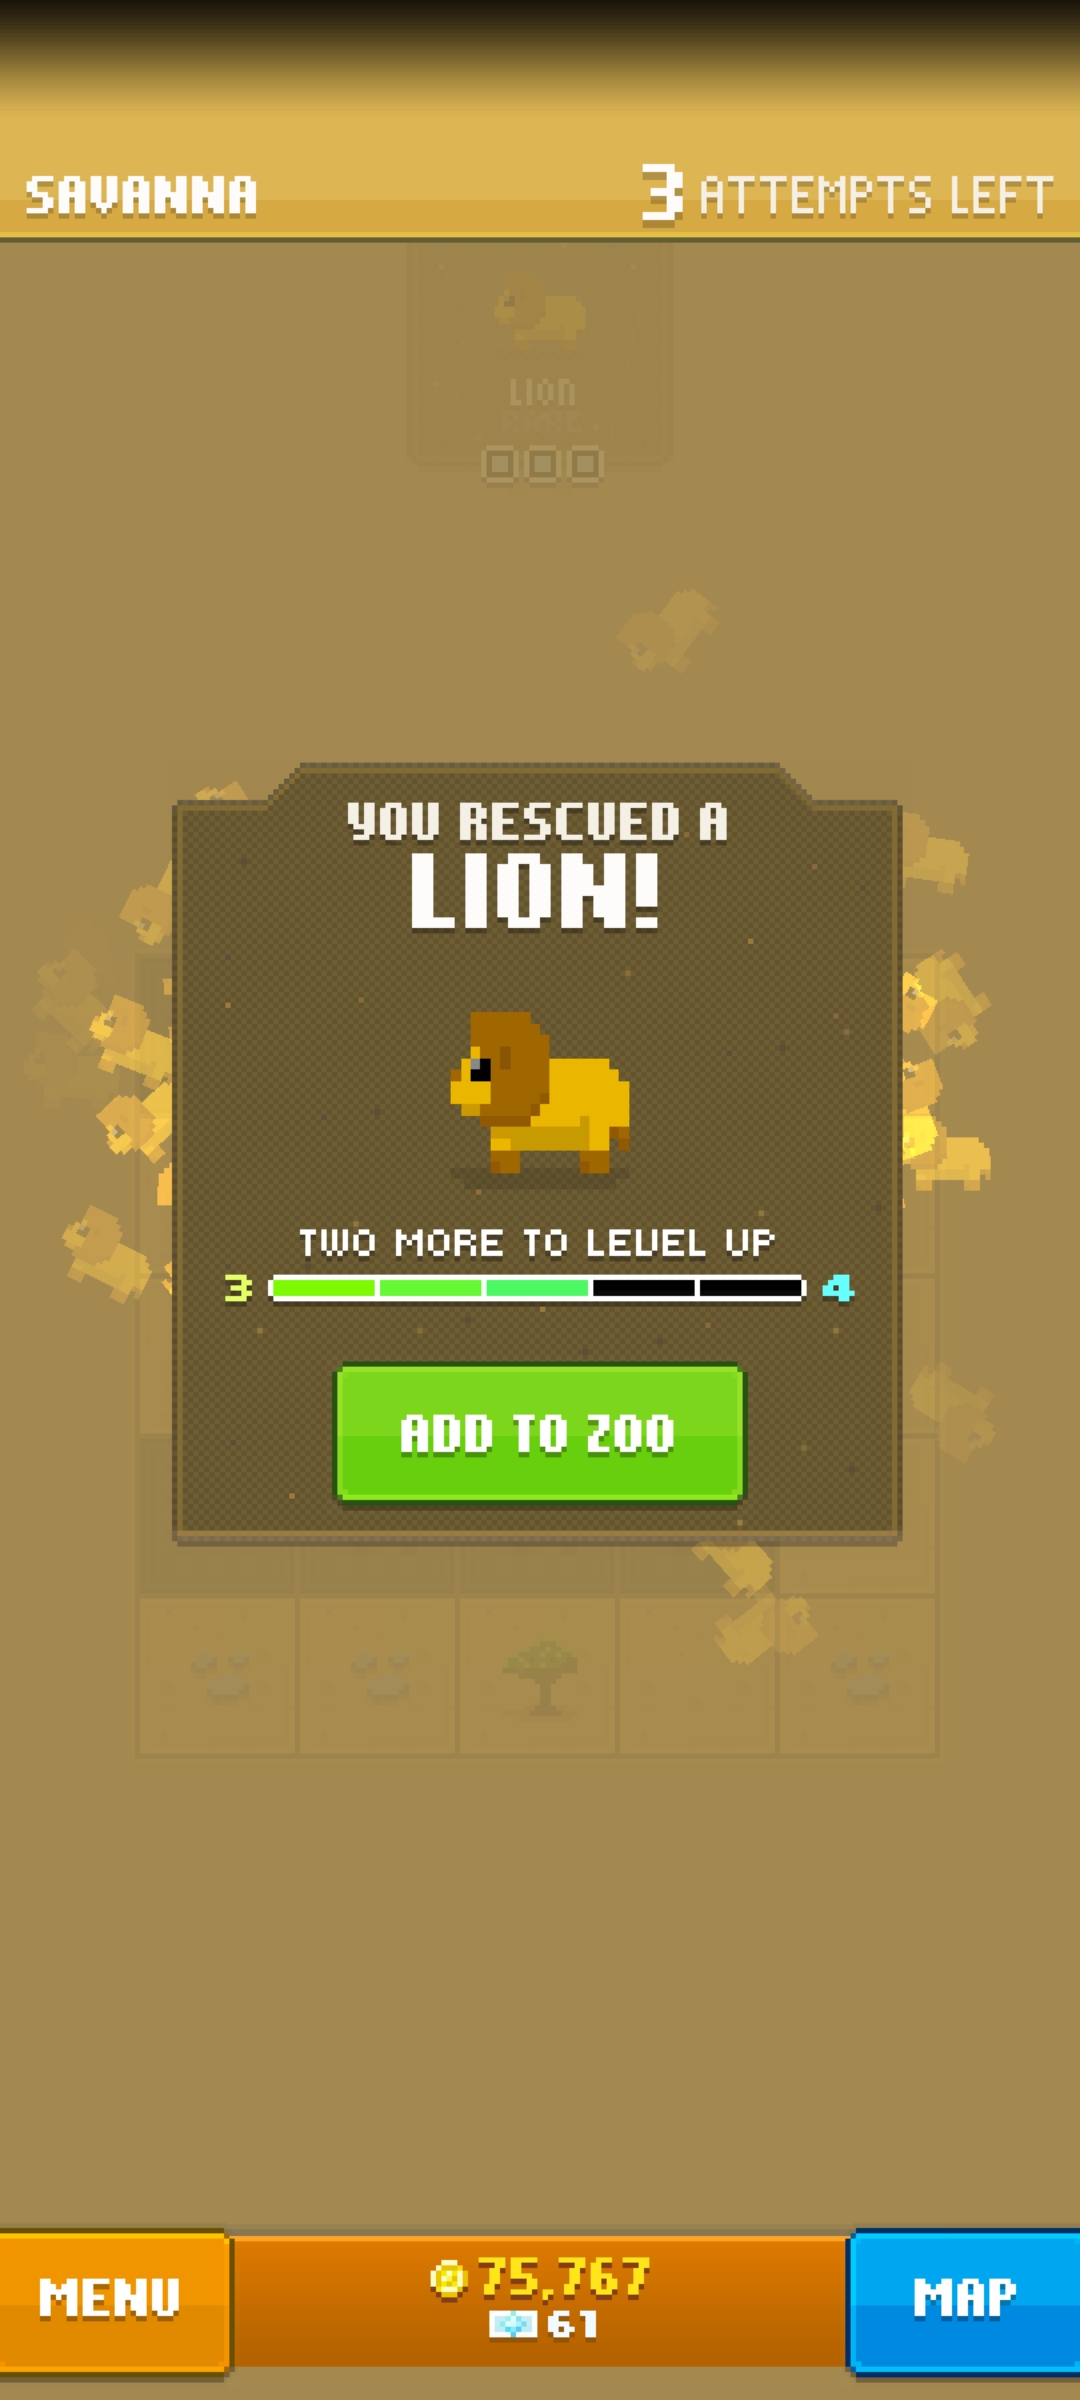 SAVANNA
3 ATTEMPTS LEFT
LION
RARE
YOU RESCUED A
LION!
TWO MORE TO LEVEL UP
3
4
ADD TO ZOO
MENU
75,767
61
MAP